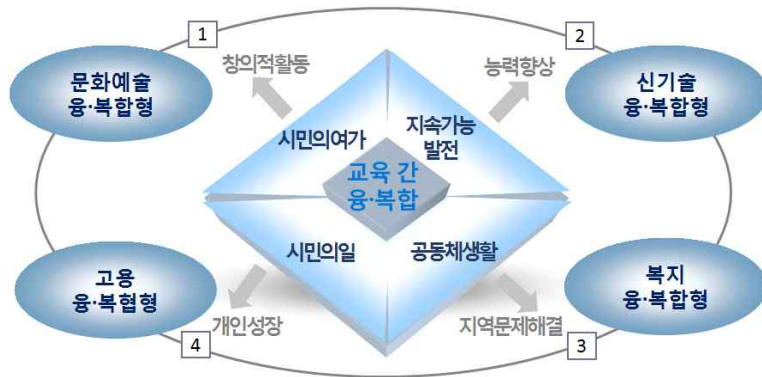 1
2
문화예술
융·복합형
창의적활동
능력향상
신기술
융·복합형
시민의여가
지속가능
발전
교육 간
융·복합
시민의일
공동체생활
고용
융·복협형
복지
융·복합형
개인성장
지역문제해결
4
3